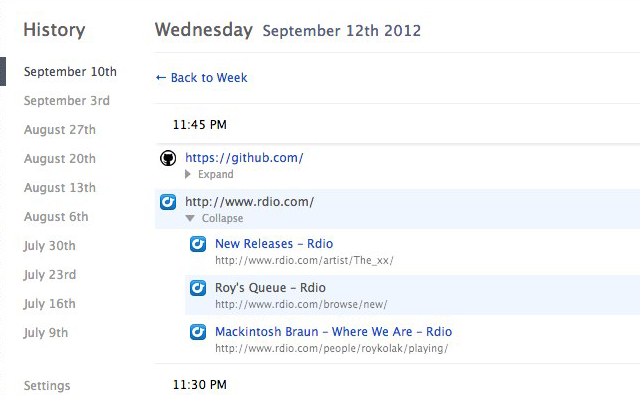 History
September 10th
September 3rd
August 27th
August 20th
August 13th
August 6th
July 30th
July 23rd
July 16th
July 9th
Settings
Wednesday September 12th 2012
← Back to Week
11:45 PM
https://github.com/
Expand
http://www.rdio.com/
Collapse
New Releases – Rdio
http://www.rdio.com/artist/The_xx/
Roy's Queue – Rdio
http://www.rdio.com/browse/new/
Mackintosh Braun – Where We Are – Rdio
http://www.rdio.com/people/roykolak/playing/
11:30 PM